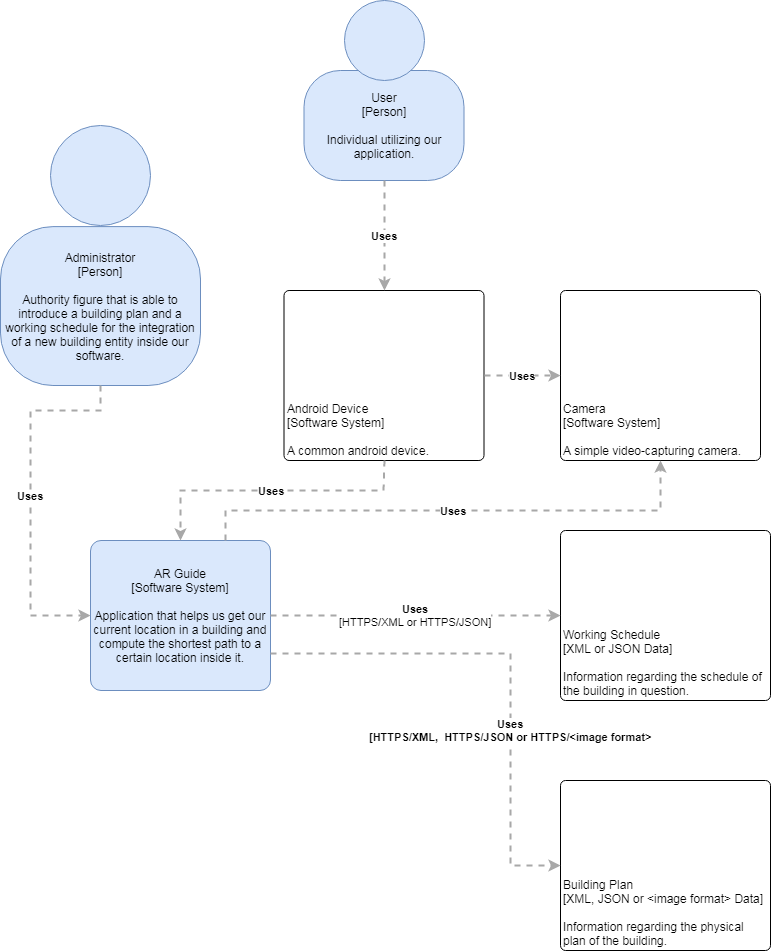 User
[Person]
Individual utilizing our
application.
Uses
Administrator
[Person]
Authority figure that is able to
introduce a building plan and a
working schedule for the integration
of a new building entity inside our
software.
Uses
Android Device
[Software System]
A common android device.
Uses
Camera
[Software System]
A simple video-capturing camera.
Uses
Uses
AR Guide
[Software System]
Application that helps us get our
current location in a building and
compute the shortest path to a
certain location inside it.
Uses
[HTTPS/XML or HTTPS/JSON]
Working Schedule
[XML or JSON Data]
Information regarding the schedule of
the building in question.
Uses
[HTTPS/XML, HTTPS/JSON or HTTPS/<image format>
Building Plan
[XML, JSON or <image format> Data]
Information regarding the physical
plan of the building.